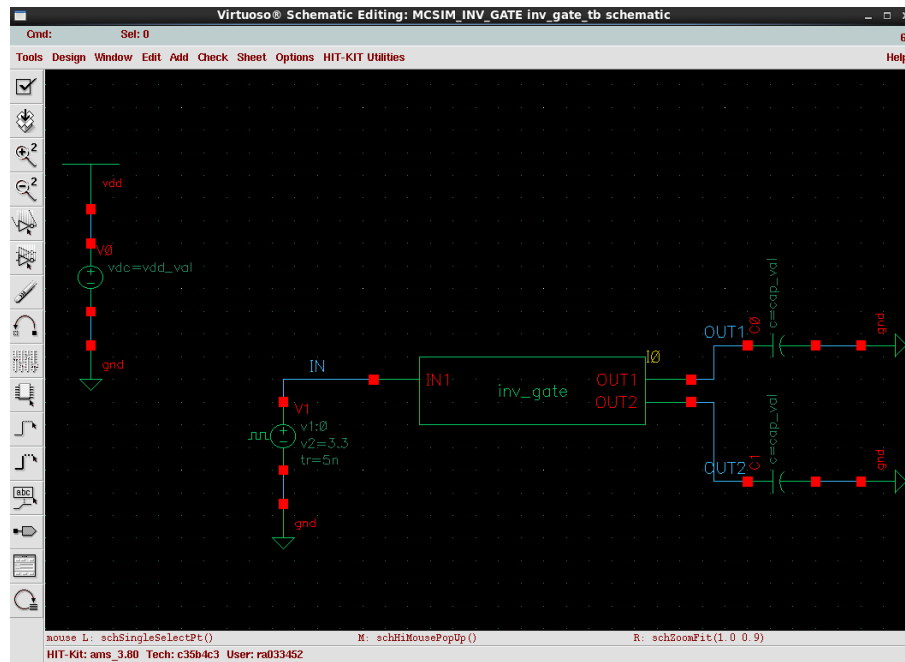 Virtuoso® Schematic Editing: MCSIM_INV_GATE inv_gate_tb schematic
Cmd: Sel: 0
Tools Design Window Edit Add Check Sheet Options HIT-KIT Utilities Help
2
2
abc
vdd
V0
vdc=vdd_val
gnd
IN
V1
v1:0
v2=3.3
tr=5n
gnd
I0
IN1
inv_gate
OUT1
OUT2
OUT1
C0
c=cap_val
gnd
OUT2
C1
c=cap_val
gnd
mouse L: schSingleSelectPt() M: schHiMousePopUp() R: schZoomFit(1.0 0.9)
HIT-Kit: ams_3.80 Tech: c35b4c3 User: ra033452